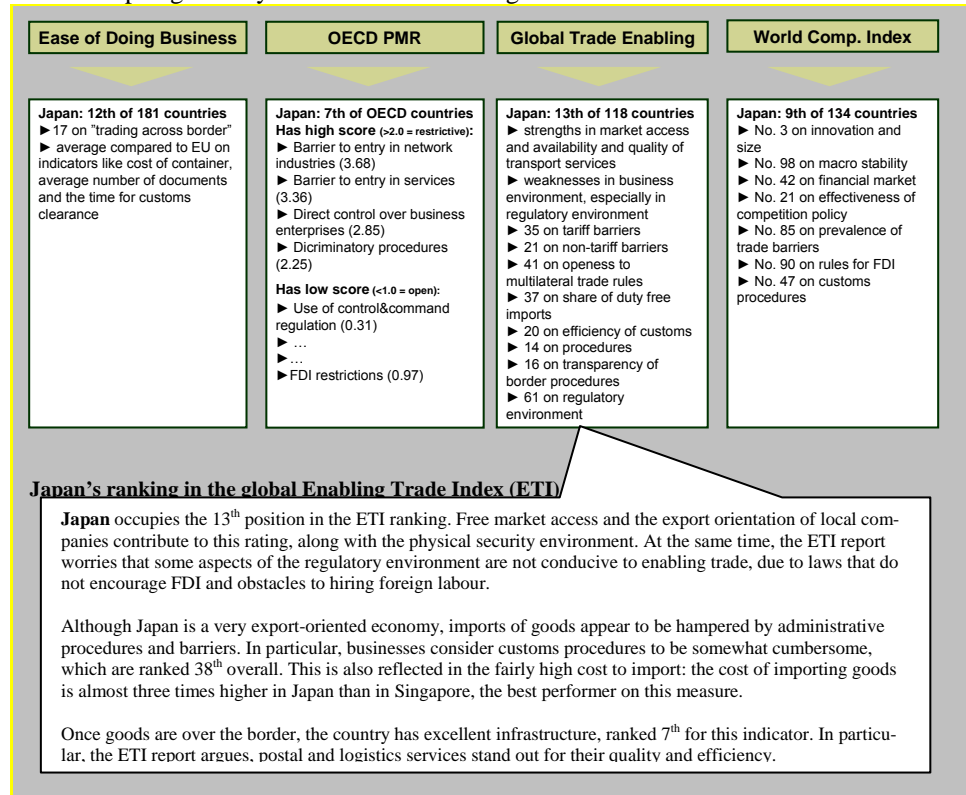 Ease of Doing Business
OECD PMR
Global Trade Enabling
World Comp. Index
Japan: 12th of 181 countries
►17 on ”trading across border”
► average compared to EU on
indicators like cost of container,
average number of documents
and the time for customs
clearance
Japan: 7th of OECD countries
Has high score (>2.0 = restrictive):
► Barrier to entry in network
industries (3.68)
► Barrier to entry in services
(3.36)
► Direct control over business
enterprises (2.85)
► Dicriminatory procedures
(2.25)
Has low score (<1.0 = open):
► Use of control&command
regulation (0.31)
► …
►…
►FDI restrictions (0.97)
Japan: 13th of 118 countries
► strengths in market access
and availability and quality of
transport services
► weaknesses in business
environment, especially in
regulatory environment
► 35 on tariff barriers
► 21 on non-tariff barriers
► 41 on openess to
multilateral trade rules
► 37 on share of duty free
imports
► 20 on efficiency of customs
► 14 on procedures
► 16 on transparency of
border procedures
► 61 on regulatory
environment
Japan: 9th of 134 countries
► No. 3 on innovation and
size
► No. 98 on macro stability
► No. 42 on financial market
► No. 21 on effectiveness of
competition policy
► No. 85 on prevalence of
trade barriers
► No. 90 on rules for FDI
► No. 47 on customs
procedures
Japan’s ranking in the global Enabling Trade Index (ETI)
Japan occupies the 13th position in the ETI ranking. Free market access and the export orientation of local com-
panies contribute to this rating, along with the physical security environment. At the same time, the ETI report
worries that some aspects of the regulatory environment are not conducive to enabling trade, due to laws that do
not encourage FDI and obstacles to hiring foreign labour.
Although Japan is a very export-oriented economy, imports of goods appear to be hampered by administrative
procedures and barriers. In particular, businesses consider customs procedures to be somewhat cumbersome,
which are ranked 38th overall. This is also reflected in the fairly high cost to import: the cost of importing goods
is almost three times higher in Japan than in Singapore, the best performer on this measure.
Once goods are over the border, the country has excellent infrastructure, ranked 7th for this indicator. In particu-
lar, the ETI report argues, postal and logistics services stand out for their quality and efficiency.